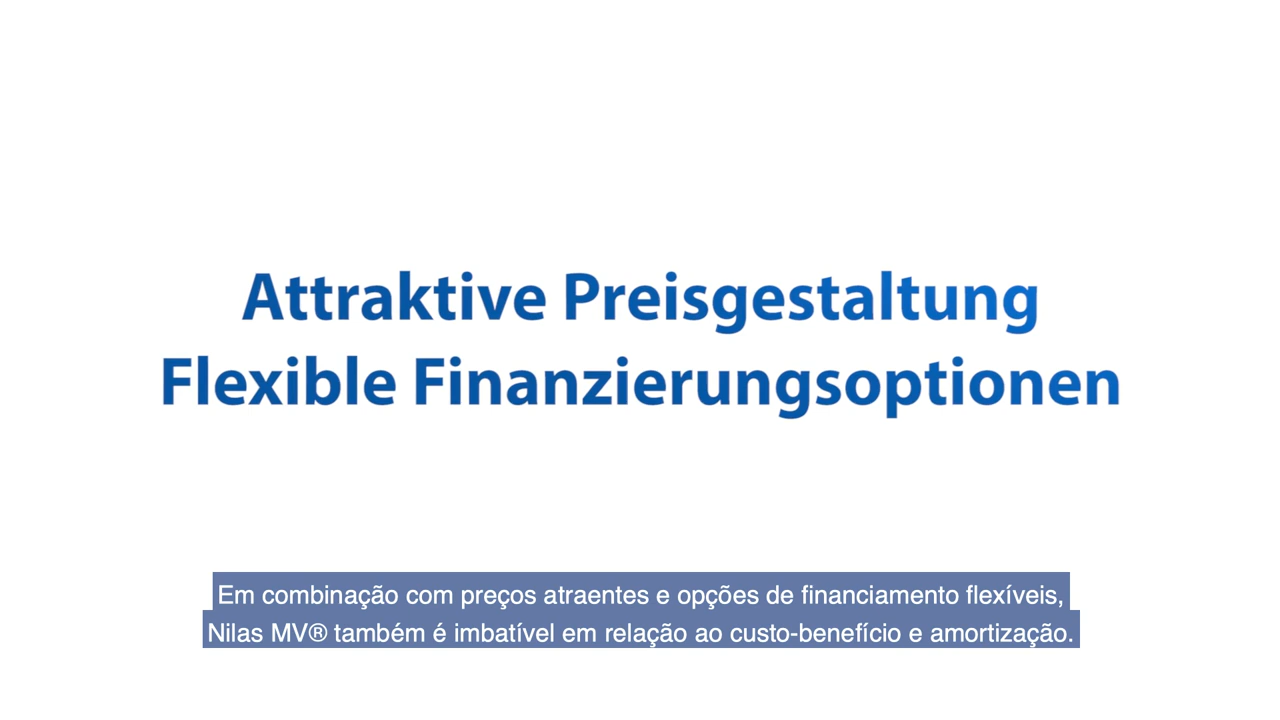 Attraktive Preisgestaltung
Flexible Finanzierungsoptionen
Em combinação com preços atraentes e opções de financiamento flexíveis,
Nilas MV® também é imbatível em relação ao custo-benefício e amortização.